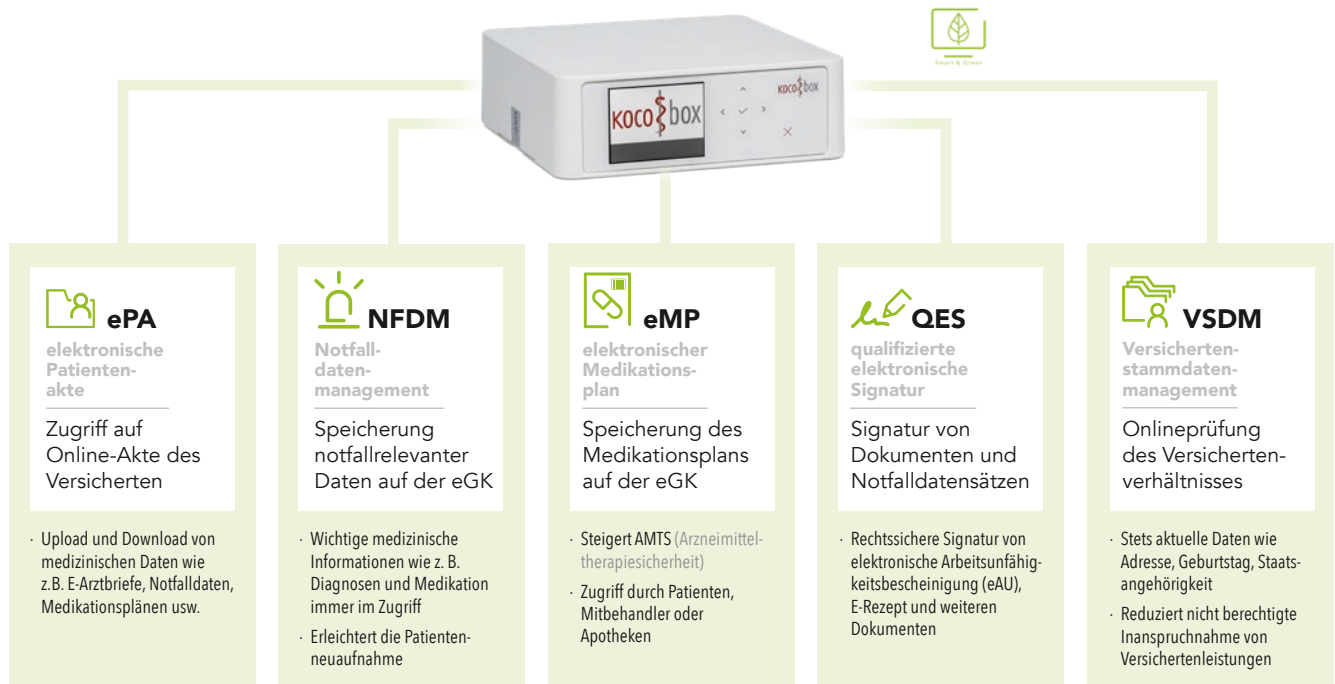 Smart & Green
KOCO box
KOCO box
ePA
elektronische
Patienten-
akte
Zugriff auf
Online-Akte des
Versicherten
· Upload und Download von
medizinischen Daten wie
z.B. E-Arztbriefe, Notfalldaten,
Medikationsplänen usw.
NFDM
Notfall-
daten-
management
Speicherung
notfallrelevanter
Daten auf der eGK
· Wichtige medizinische
Informationen wie z. B.
Diagnosen und Medikation
immer im Zugriff
· Erleichtert die Patienten-
neuaufnahme
eMP
elektronischer
Medikations-
plan
Speicherung des
Medikationsplans
auf der eGK
· Steigert AMTS (Arzneimittel-
therapiesicherheit)
· Zugriff durch Patienten,
Mitbehandler oder
Apotheken
QES
qualifizierte
elektronische
Signatur
Signatur von
Dokumenten und
Notfalldatensätzen
· Rechtssichere Signatur von
elektronische Arbeitsunfähig-
keitsbescheinigung (eAU),
E-Rezept und weiteren
Dokumenten
VSDM
Versicherten-
stammdaten-
management
Onlineprüfung
des Versicherten-
verhältnisses
· Stets aktuelle Daten wie
Adresse, Geburtstag, Staats-
angehörigkeit
· Reduziert nicht berechtigte
Inanspruchnahme von
Versichertenleistungen